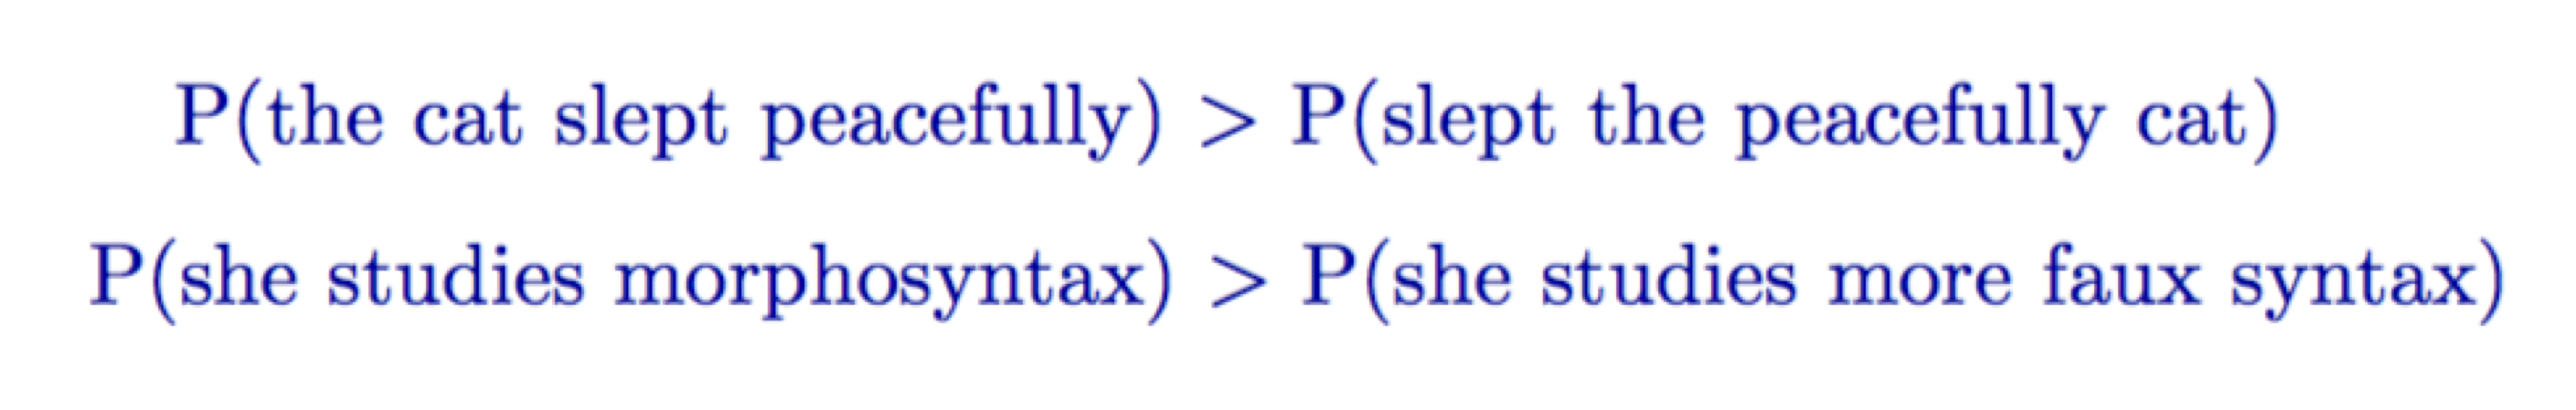 P(the cat slept peacefully) > P(slept the peacefully cat)
P(she studies morphosyntax) > P(she studies more faux syntax)